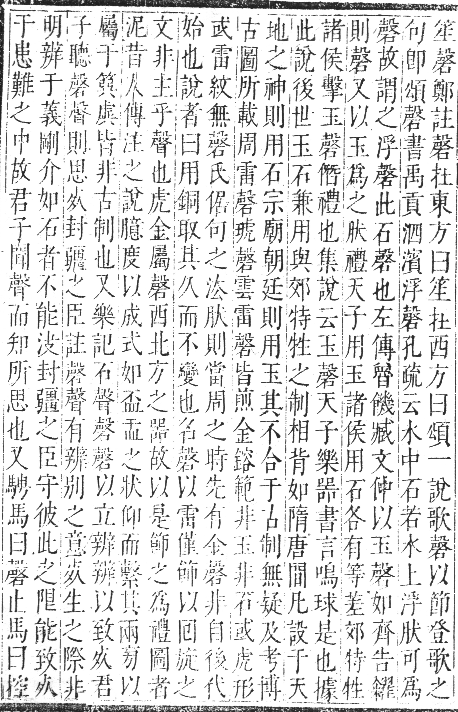 笙磬鄭註磬在東方曰笙在西方曰頌一說歌磬以節登歌之
句卽頌磬書禹貢泗濱浮磬孔疏云水中石若水上浮肰可爲
磬故謂之浮磬此石磬也左傳魯饑臧文仲以玉磬如齊告糴
則磬又以玉爲之肰禮天子用玉諸侯用石各有等差郊特牲
諸侯擊玉磬僭禮也集說云玉磬天子樂器書言鳴球是也據
此說後世玉石兼用與郊特牲之制相背如隋唐間凡設于天
地之神則用石宗廟朝廷則用玉其不合于古制無疑及考博
古圖所載周雷磬琥磬雲雷磬皆煎金鎔範非玉非石或虎形
或雷紋無磬氏倨句之法肰則當周之時先有金磬非自後代
始也說者曰用銅取其久而不變也名磬以雷僅飾以囘旋之
文非主乎聲也虎金屬磬西北方之器故以是飾之爲禮圖者
泥昔人傳注之說臆度以成式如盃盂之狀仰而繫其兩旁以
屬于簨虡皆非古制也又樂記石聲磬磬以立辨辨以致死君
子聽磬聲則思死封疆之臣註磬聲有辨别之意死生之際非
明辨于義剛介如石者不能決封疆之臣守彼此之限能致死
于患難之中故君子聞聲而知所思也又騁馬曰磬止馬曰控